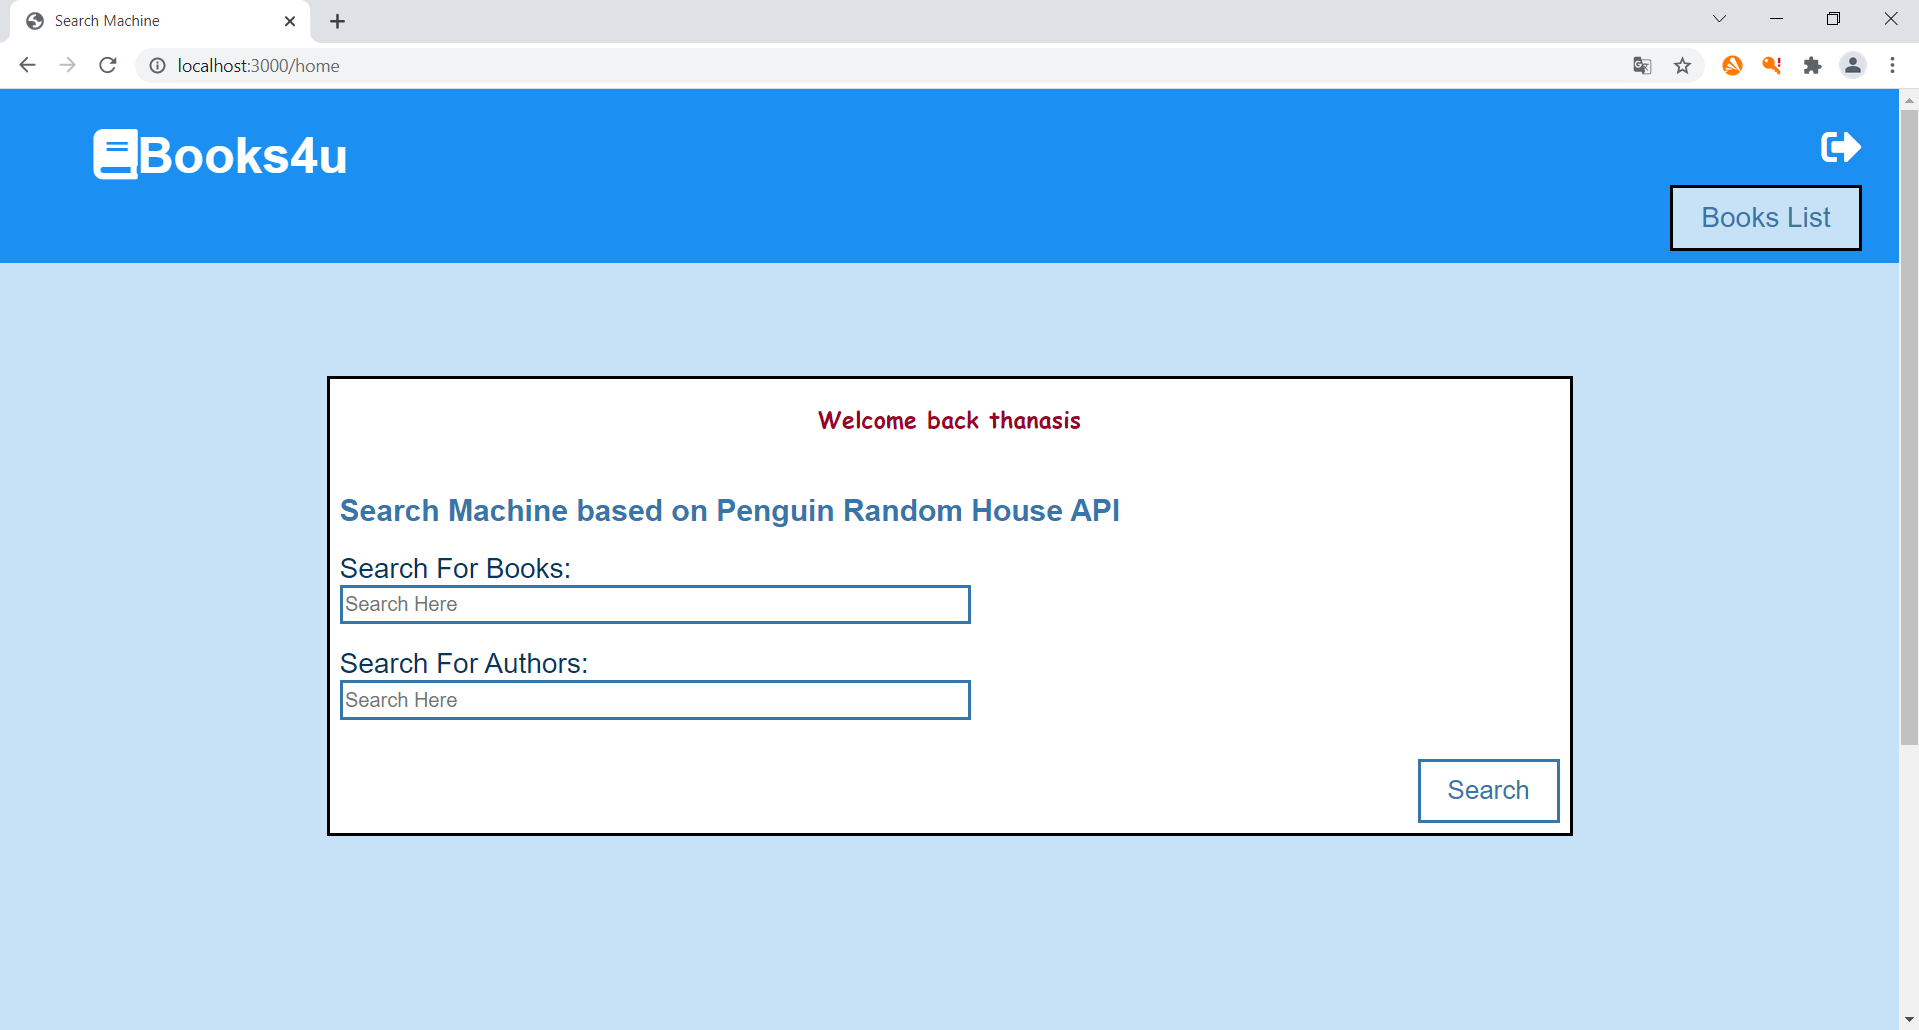 Search Machine
localhost:3000/home
Books4u
Books List
Welcome back thanasis
Search Machine based on Penguin Random House API
Search For Books:
Search Here
Search For Authors:
Search Here
Search